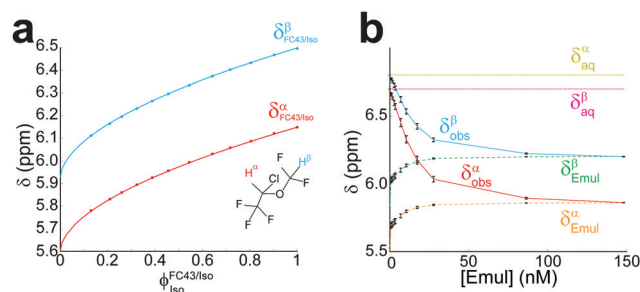 a
δ^β_FC43/Iso
δ^α_FC43/Iso
δ (ppm)
6.5
6.4
6.3
6.2
6.1
6.0
5.9
5.8
5.7
5.6
0
0.2
0.4
0.6
0.8
1
ϕ^FC43/Iso_Iso
F
H^β
H^α
Cl
O
F
F
F
F
b
δ^α_aq
δ^β_aq
δ^β_obs
δ^α_obs
δ^β_Emul
δ^α_Emul
δ (ppm)
6.5
6.0
5.5
0
50
100
150
[Emul] (nM)